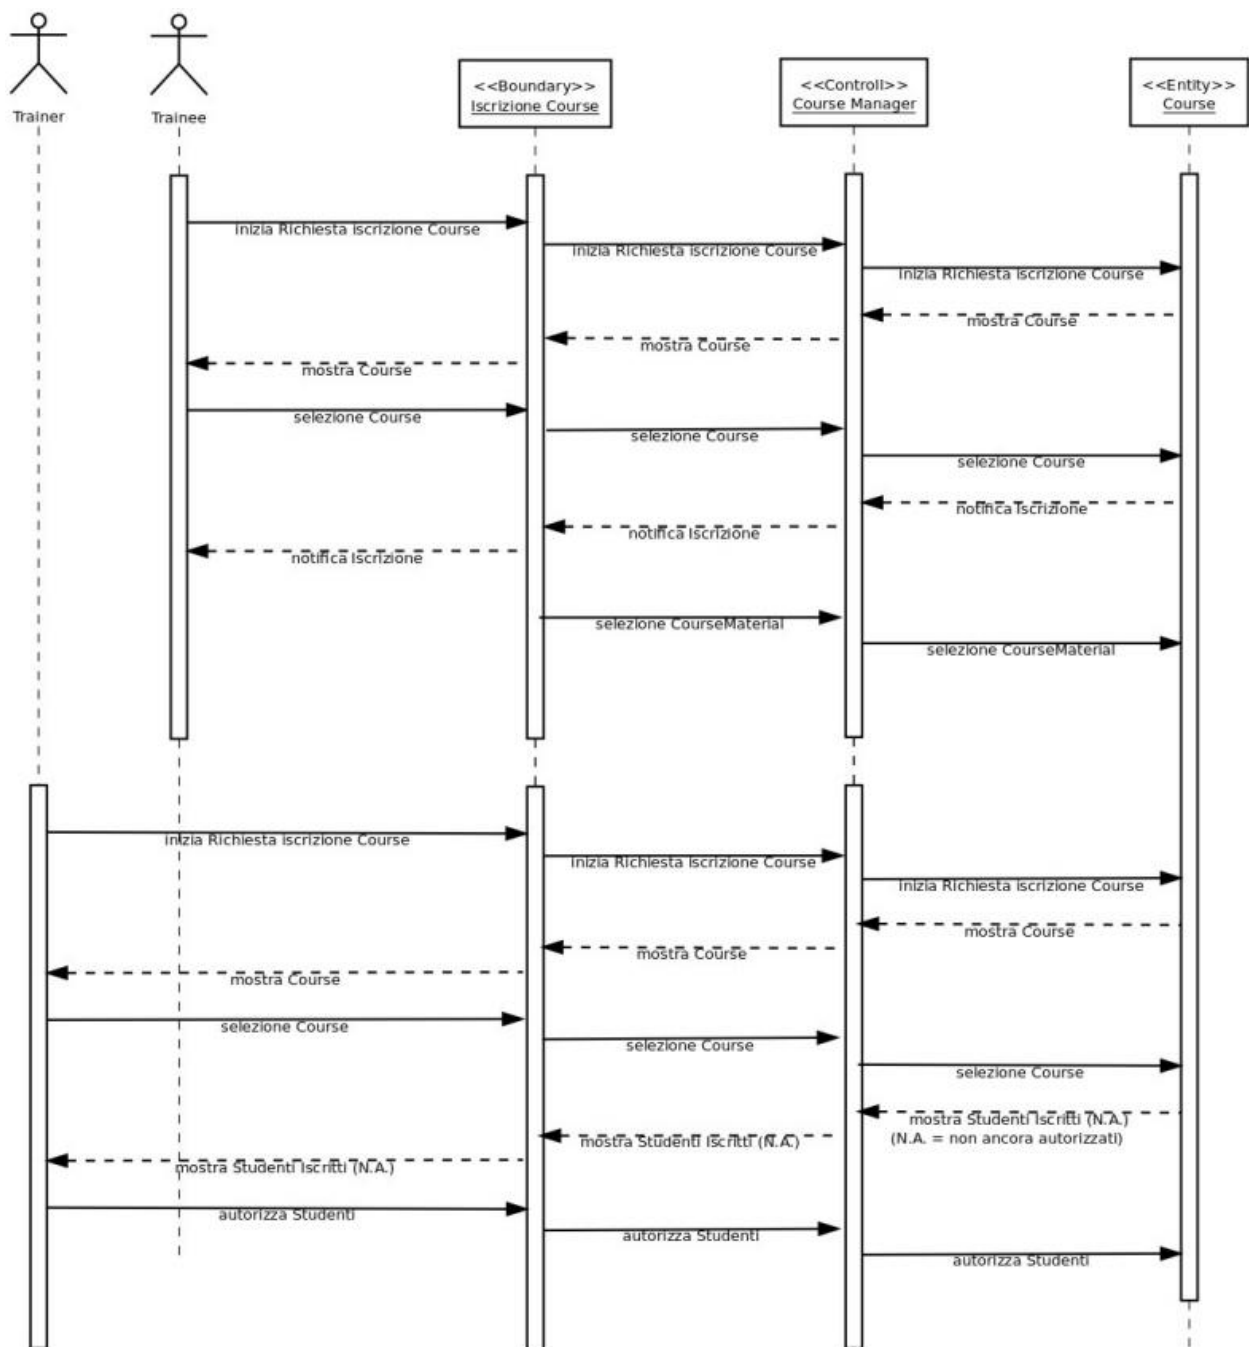 Trainer
Trainee
<<Boundary>>
Iscrizione Course
<<Controll>>
Course Manager
<<Entity>>
Course
inizia Richiesta iscrizione Course
inizia Richiesta iscrizione Course
inizia Richiesta iscrizione Course
mostra Course
mostra Course
mostra Course
selezione Course
selezione Course
selezione Course
notifica Iscrizione
notifica Iscrizione
notifica Iscrizione
selezione CourseMaterial
selezione CourseMaterial
inizia Richiesta iscrizione Course
inizia Richiesta iscrizione Course
inizia Richiesta iscrizione Course
mostra Course
mostra Course
mostra Course
selezione Course
selezione Course
selezione Course
mostra Studenti Iscritti (N.A.)
(N.A. = non ancora autorizzati)
mostra Studenti Iscritti (N.A.)
mostra Studenti Iscritti (N.A.)
autorizza Studenti
autorizza Studenti
autorizza Studenti